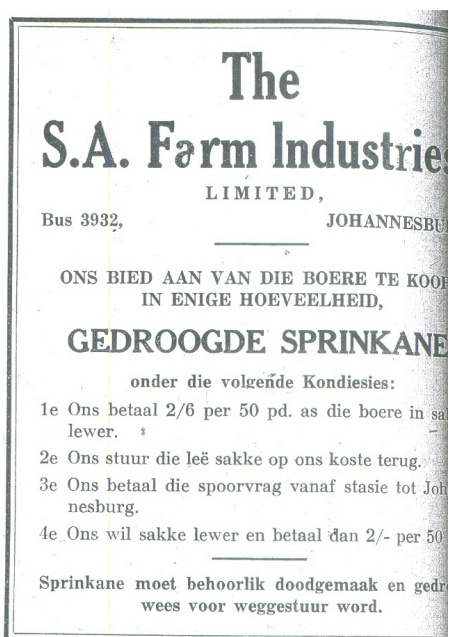 The
S.A. Farm Industrie
LIMITED,
Bus 3932, JOHANNESBU
ONS BIED AAN VAN DIE BOERE TE KOOP
IN ENIGE HOEVEELHEID,
GEDROOGDE SPRINKANE
onder die volgende Kondiesies:
1e Ons betaal 2/6 per 50 pd. as die boere in sa
lewer.
2e Ons stuur die leë sakke op ons koste terug.
3e Ons betaal die spoorvrag vanaf stasie tot Joh
nesburg.
4e Ons wil sakke lewer en betaal dan 2/- per 50
Sprinkane moet behoorlik doodgemaak en gedr
wees voor weggestuur word.